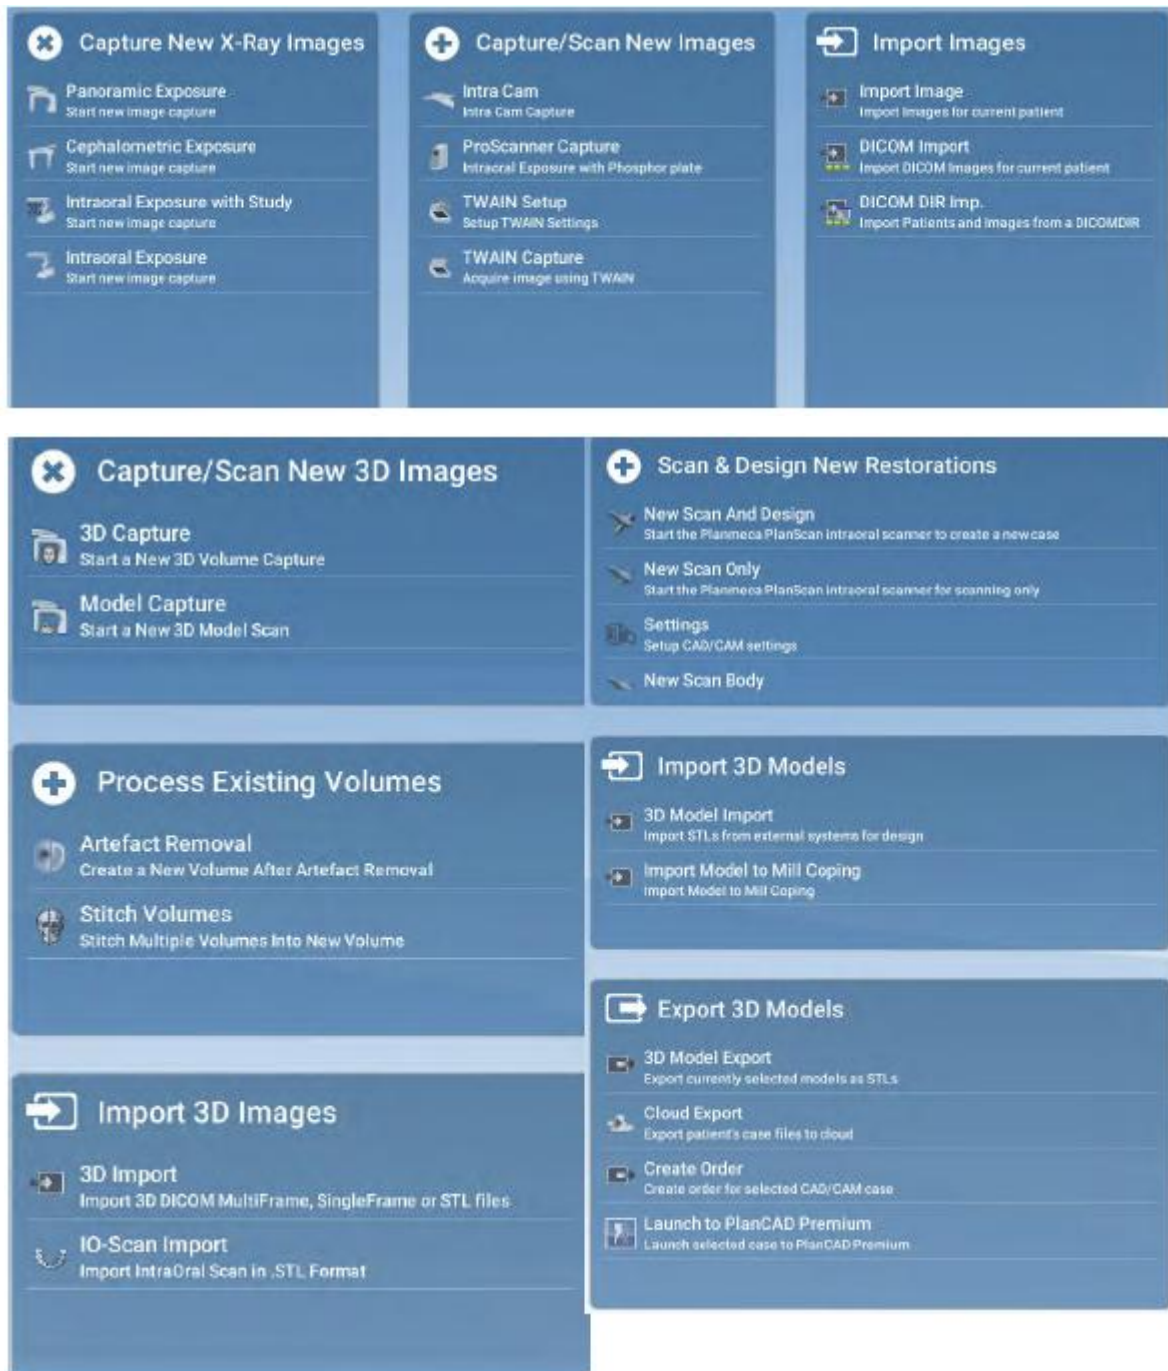 Capture New X-Ray Images
Panoramic Exposure
Start new image capture
Cephalometric Exposure
Start new image capture
Intraoral Exposure with Study
Start new image capture
Intraoral Exposure
Start new image capture
Capture/Scan New Images
Intra Cam
Intra Cam Capture
ProScanner Capture
Intraoral Exposure with Phosphor plate
TWAIN Setup
Setup TWAIN Settings
TWAIN Capture
Acquire image using TWAIN
Import Images
Import Image
Import Images for current patient
DICOM Import
Import DICOM Images for current patient
DICOM DIR Imp.
Import Patients and Images from a DICOMDIR
Capture/Scan New 3D Images
3D Capture
Start a New 3D Volume Capture
Model Capture
Start a New 3D Model Scan
Process Existing Volumes
Artefact Removal
Create a New Volume After Artefact Removal
Stitch Volumes
Stitch Multiple Volumes Into New Volume
Import 3D Images
3D Import
Import 3D DICOM MultiFrame, SingleFrame or STL files
IO-Scan Import
Import IntraOral Scan in .STL Format
Scan & Design New Restorations
New Scan And Design
Start the Planmeca PlanScan intraoral scanner to create a new case
New Scan Only
Start the Planmeca PlanScan intraoral scanner for scanning only
Settings
Setup CAD/CAM settings
New Scan Body
Import 3D Models
3D Model Import
Import STLs from external systems for design
Import Model to Mill Coping
Import Model to Mill Coping
Export 3D Models
3D Model Export
Export currently selected models as STLs
Cloud Export
Export patient's case files to cloud
Create Order
Create order for selected CAD/CAM case
Launch to PlanCAD Premium
Launch selected case to PlanCAD Premium